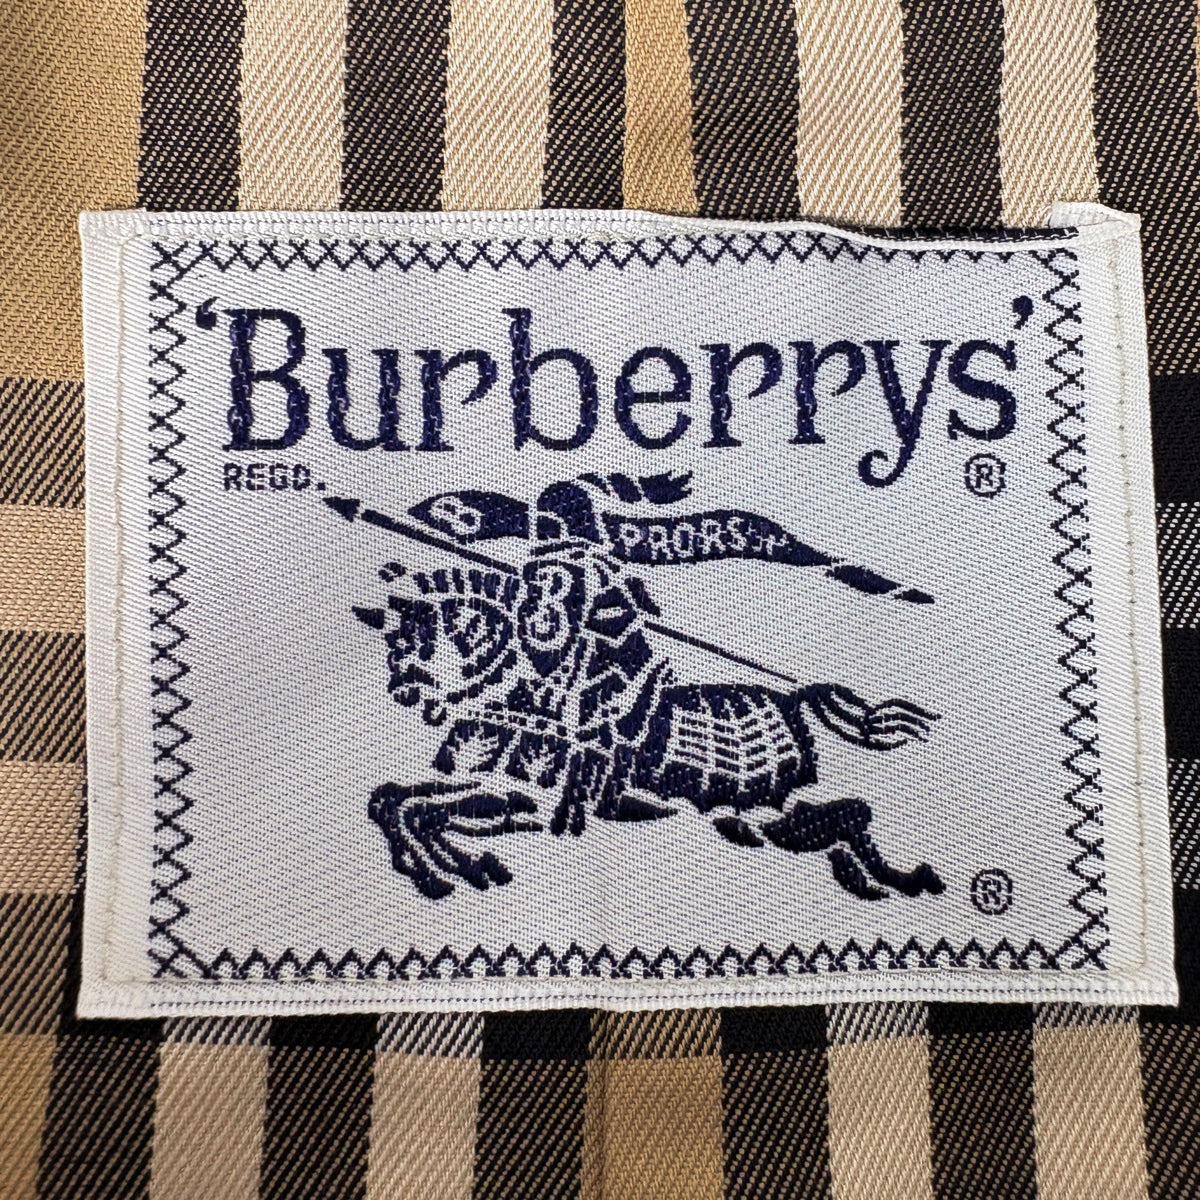 ‘Burberrys’
REGD. ®
B PRORSUM
B
®